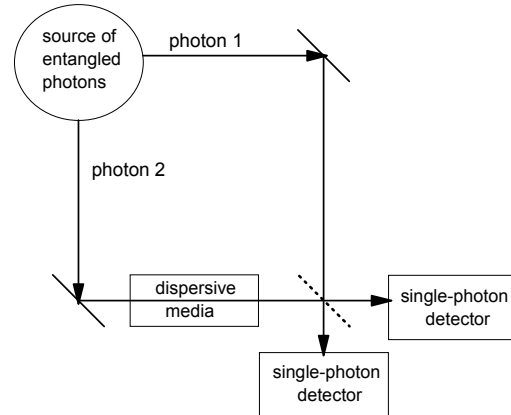 source of
entangled
photons
photon 1
photon 2
dispersive
media
single-photon
detector
single-photon
detector